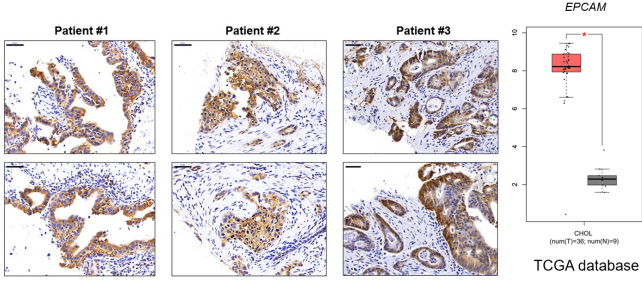 Patient #1
Patient #2
Patient #3
EPCAM
*
10
8
6
4
2
CHOL
(num(T)=36; num(N)=9)
TCGA database